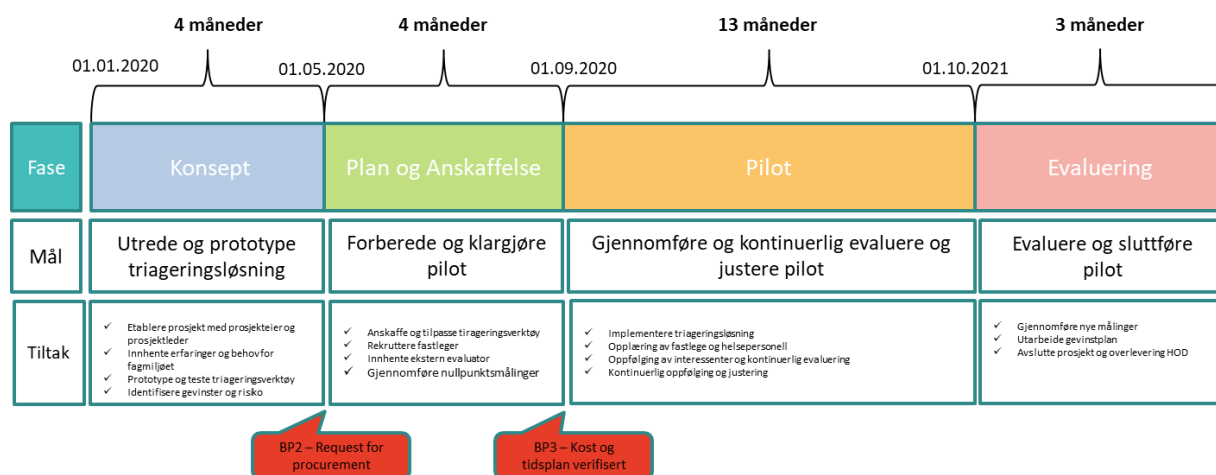 4 måneder
4 måneder
13 måneder
3 måneder
01.01.2020
01.05.2020
01.09.2020
01.10.2021
Fase
Konsept
Plan og Anskaffelse
Pilot
Evaluering
Mål
Utrede og prototype
triageringsløsning
Forberede og klargjøre
pilot
Gjennomføre og kontinuerlig evaluere og
justere pilot
Evaluere og sluttføre
pilot
Tiltak
✓ Etablere prosjekt med prosjekteier og
prosjektleder
✓ Innhente erfaringer og behov for
fagmiljøet
✓ Prototype og teste triageringsverktøy
✓ Identifisere gevinster og risiko
✓ Anskaffe og tilpasse tirageringsverktøy
✓ Rekruttere fastleger
✓ Innhente ekstern evaluator
✓ Gjennomføre nullpunktsmålinger
✓ Implementere triageringsløsning
✓ Opplæring av fastlege og helsepersonell
✓ Oppfølging av interessenter og kontinuerlig evaluering
✓ Kontinuerlig oppfølging og justering
✓ Gjennomføre nye målinger
✓ Utarbeide gevinstplan
✓ Avslutte prosjekt og overlevering HOD
BP2 – Request for
procurement
BP3 – Kost og
tidsplan verifisert